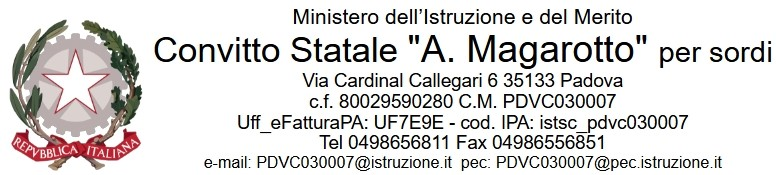 Ministero dell'Istruzione e del Merito
Convitto Statale "A. Magarotto" per sordi
Via Cardinal Callegari 6 35133 Padova
c.f. 80029590280 C.M. PDVC030007
Uff_eFatturaPA: UF7E9E - cod. IPA: istsc_pdvc030007
Tel 0498656811 Fax 04986556851
e-mail: PDVC030007@istruzione.it pec: PDVC030007@pec.istruzione.it
REPVBBLICA ITALIANA